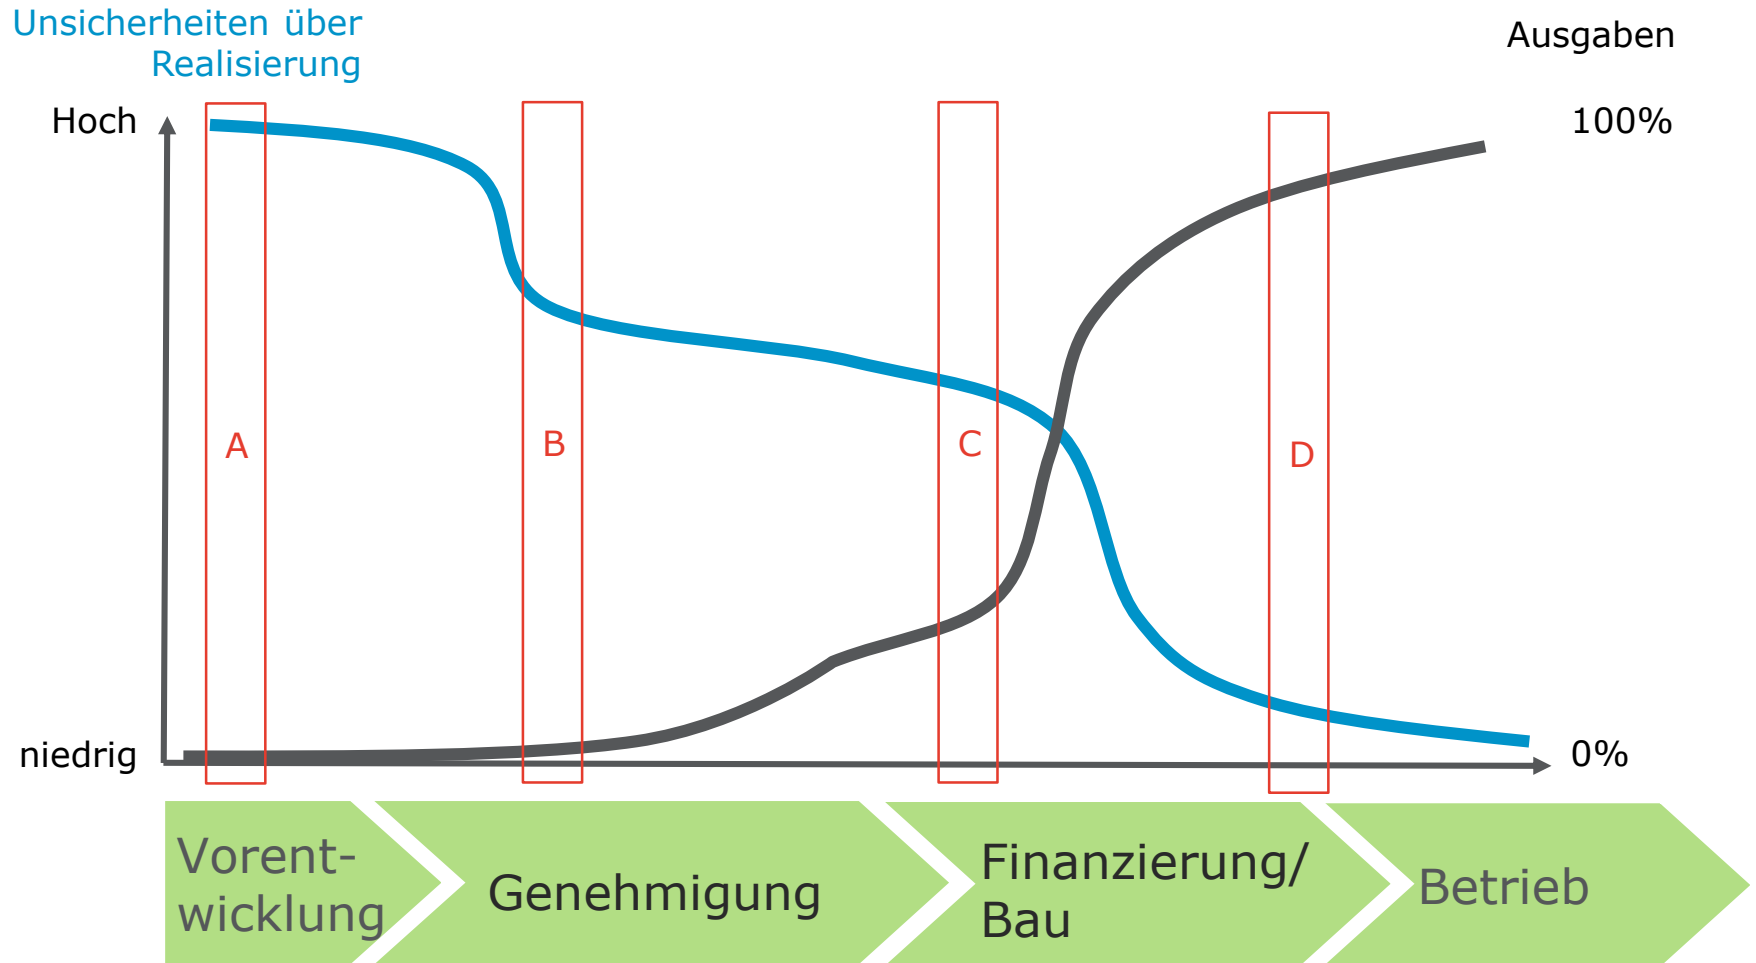 Unsicherheiten über
Realisierung
Ausgaben
Hoch
100%
A
B
C
D
niedrig
0%
Vorent-
wicklung
Genehmigung
Finanzierung/
Bau
Betrieb